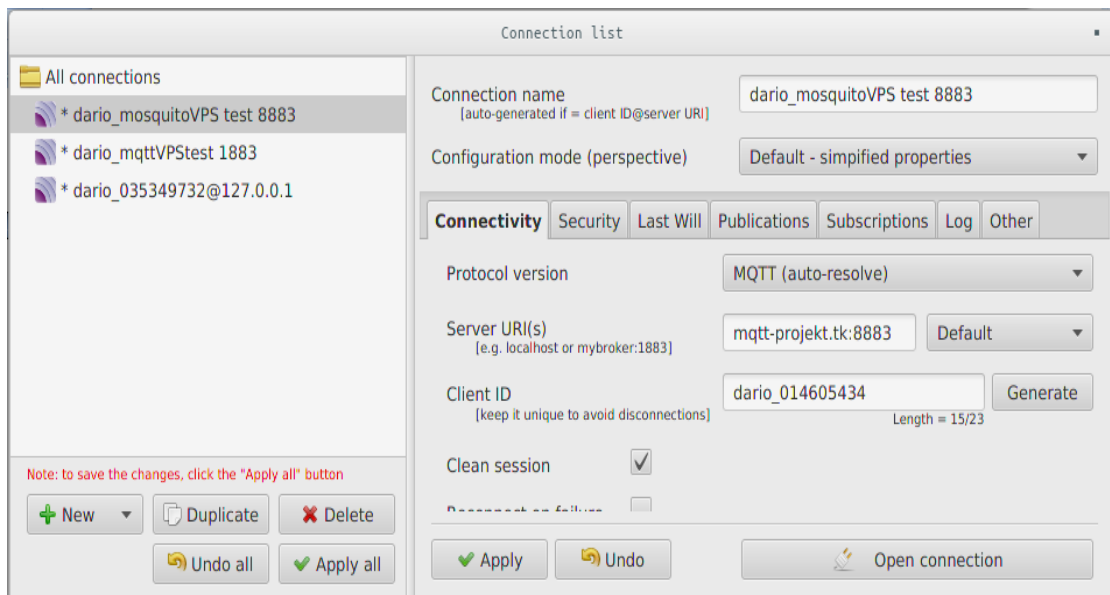 Connection list
All connections
* dario_mosquitoVPS test 8883
* dario_mqttVPStest 1883
* dario_035349732@127.0.0.1
Note: to save the changes, click the "Apply all" button
New
Duplicate
Delete
Undo all
Apply all
Connection name
[auto-generated if = client ID@server URI]
dario_mosquitoVPS test 8883
Configuration mode (perspective)
Default - simpified properties
Connectivity Security Last Will Publications Subscriptions Log Other
Protocol version
MQTT (auto-resolve)
Server URI(s)
[e.g. localhost or mybroker:1883]
mqtt-projekt.tk:8883
Default
Client ID
[keep it unique to avoid disconnections]
dario_014605434
Generate
Length = 15/23
Clean session
Reconnect on failure
Apply
Undo
Open connection